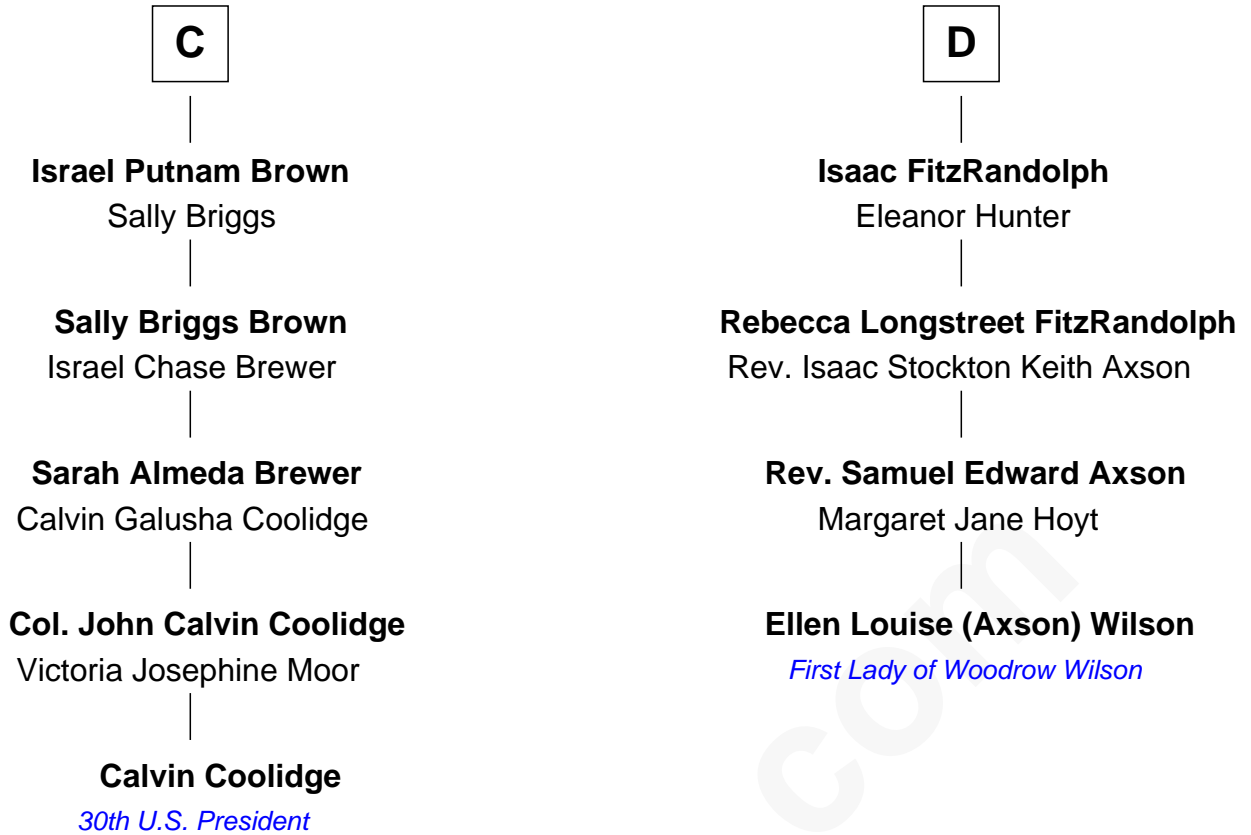 C
Israel Putnam Brown
Sally Briggs
Sally Briggs Brown
Israel Chase Brewer
Sarah Almeda Brewer
Calvin Galusha Coolidge
Col. John Calvin Coolidge
Victoria Josephine Moor
Calvin Coolidge
30th U.S. President
D
Isaac FitzRandolph
Eleanor Hunter
Rebecca Longstreet FitzRandolph
Rev. Isaac Stockton Keith Axson
Rev. Samuel Edward Axson
Margaret Jane Hoyt
Ellen Louise (Axson) Wilson
First Lady of Woodrow Wilson
com